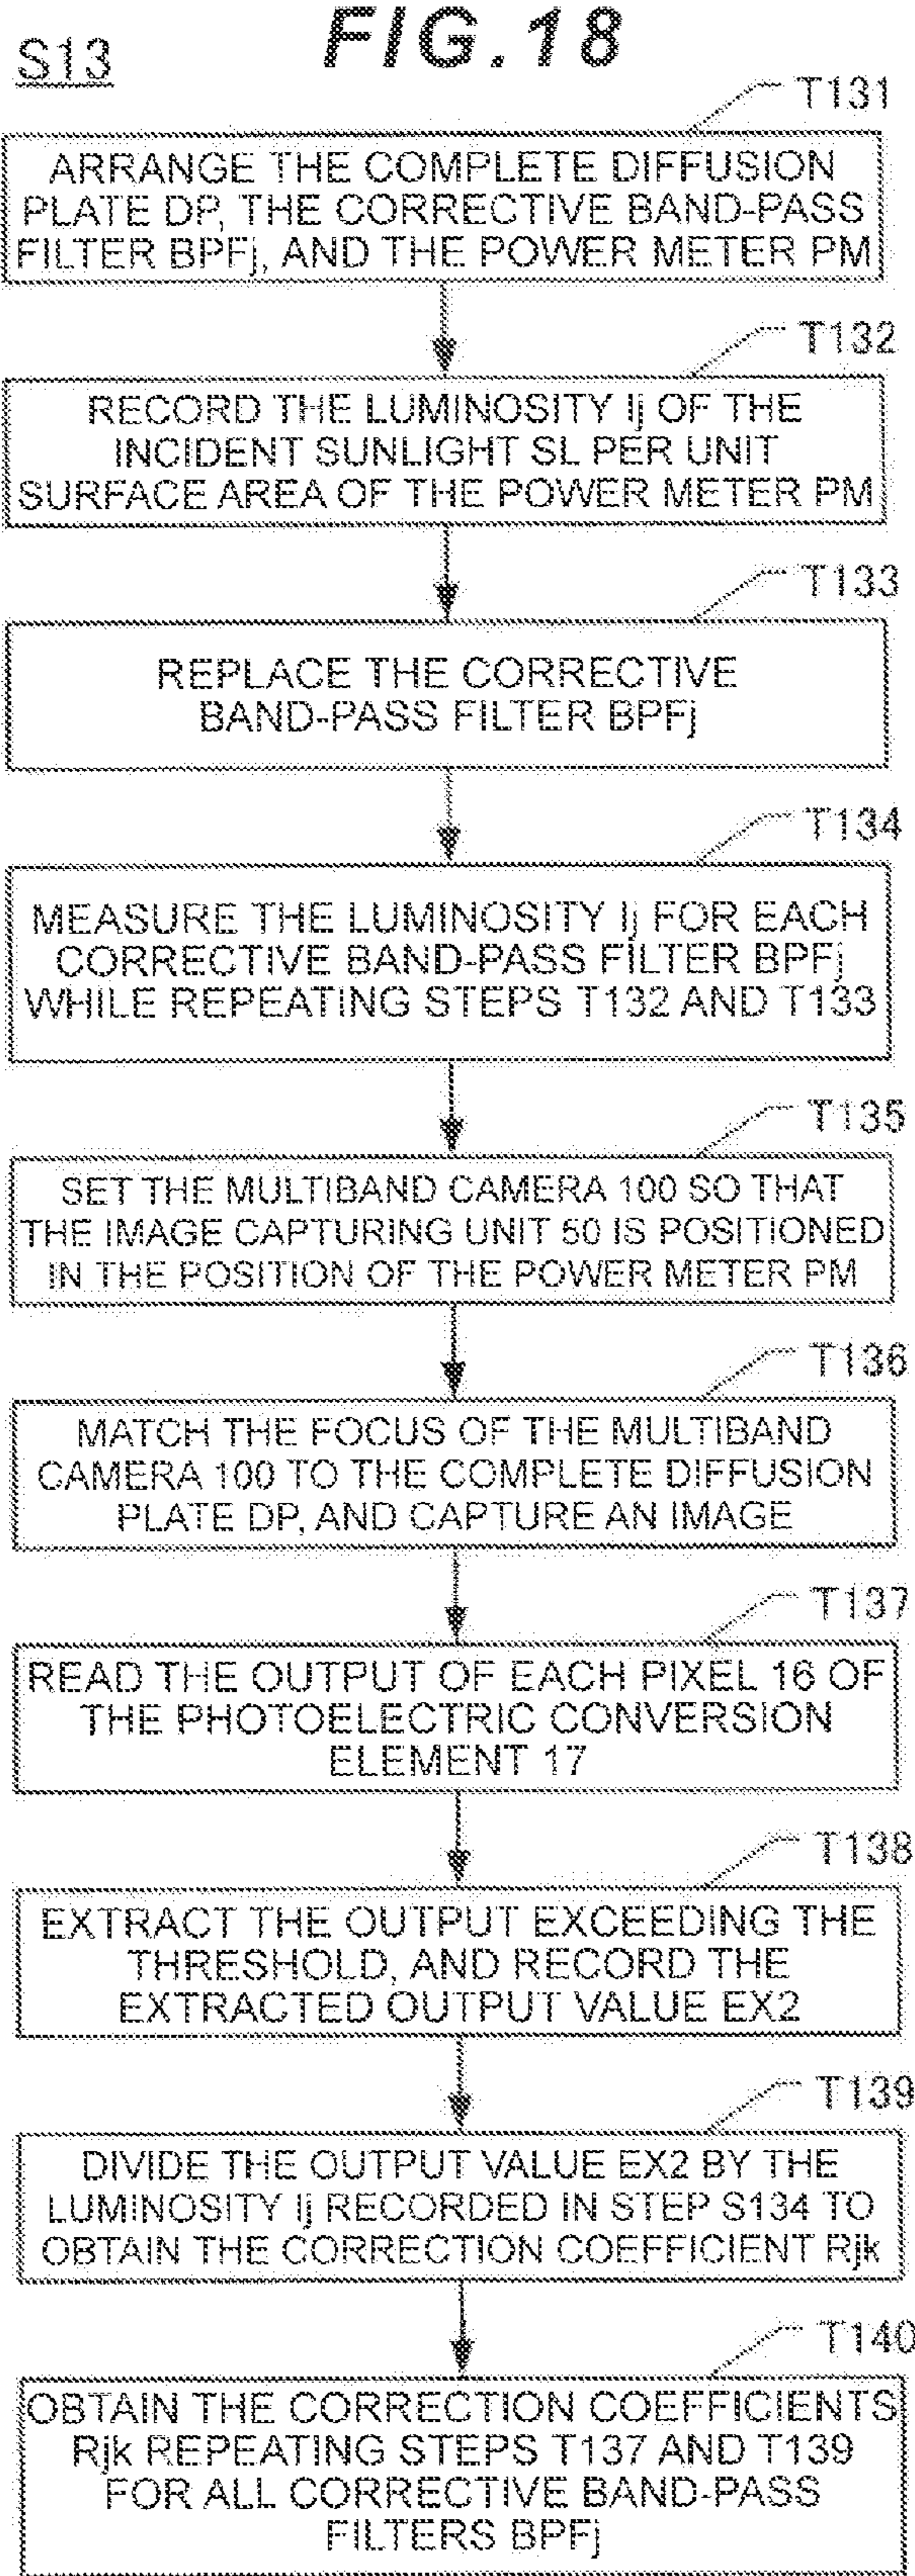 S13
FIG.18
T131
ARRANGE THE COMPLETE DIFFUSION
PLATE DP, THE CORRECTIVE BAND-PASS
FILTER BPFj, AND THE POWER METER PM
T132
RECORD THE LUMINOSITY Ij OF THE
INCIDENT SUNLIGHT SL PER UNIT
SURFACE AREA OF THE POWER METER PM
T133
REPLACE THE CORRECTIVE
BAND-PASS FILTER BPFj
T134
MEASURE THE LUMINOSITY Ij FOR EACH
CORRECTIVE BAND-PASS FILTER BPFj
WHILE REPEATING STEPS T132 AND T133
T135
SET THE MULTIBAND CAMERA 100 SO THAT
THE IMAGE CAPTURING UNIT 50 IS POSITIONED
IN THE POSITION OF THE POWER METER PM
T136
MATCH THE FOCUS OF THE MULTIBAND
CAMERA 100 TO THE COMPLETE DIFFUSION
PLATE DP, AND CAPTURE AN IMAGE
T137
READ THE OUTPUT OF EACH PIXEL 16 OF
THE PHOTOELECTRIC CONVERSION
ELEMENT 17
T138
EXTRACT THE OUTPUT EXCEEDING THE
THRESHOLD, AND RECORD THE
EXTRACTED OUTPUT VALUE EX2
T139
DIVIDE THE OUTPUT VALUE EX2 BY THE
LUMINOSITY Ij RECORDED IN STEP S134 TO
OBTAIN THE CORRECTION COEFFICIENT Rjk
T140
OBTAIN THE CORRECTION COEFFICIENTS
Rjk REPEATING STEPS T137 AND T139
FOR ALL CORRECTIVE BAND-PASS
FILTERS BPFj